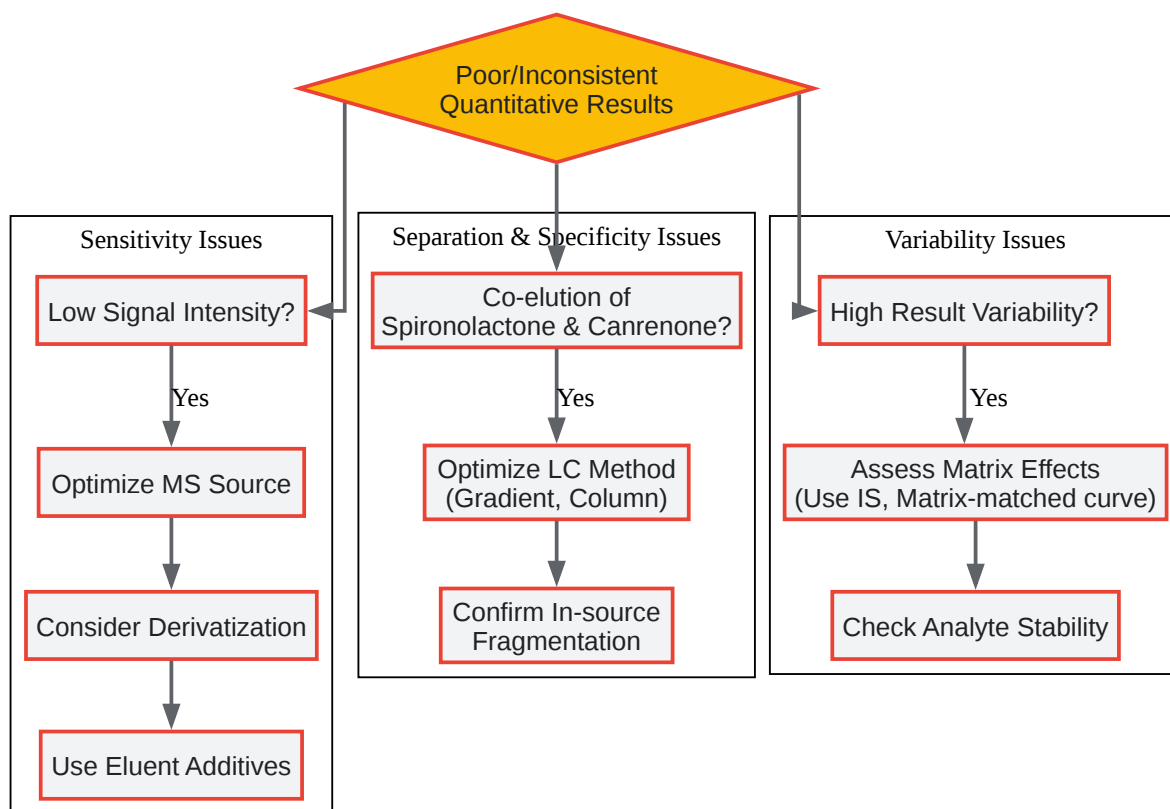 Poor/Inconsistent
Quantitative Results
Sensitivity Issues
Low Signal Intensity?
Yes
Optimize MS Source
Consider Derivatization
Use Eluent Additives
Separation & Specificity Issues
Co-elution of
Spironolactone & Canrenone?
Yes
Optimize LC Method
(Gradient, Column)
Confirm In-source
Fragmentation
Variability Issues
High Result Variability?
Yes
Assess Matrix Effects
(Use IS, Matrix-matched curve)
Check Analyte Stability